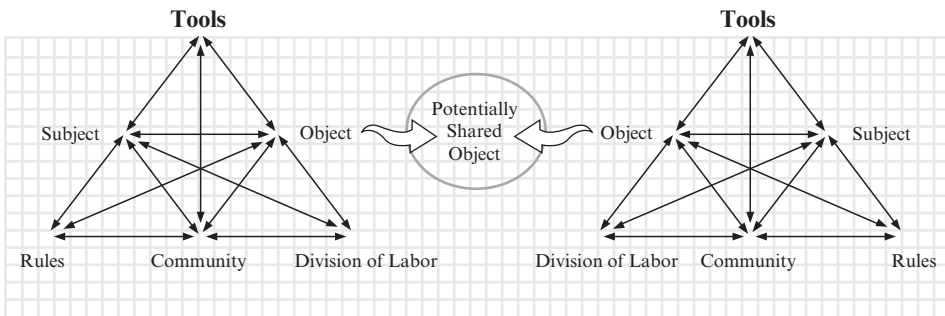 Tools
Tools
Subject
Object
Potentially
Shared
Object
Object
Subject
Rules
Community
Division of Labor
Division of Labor
Community
Rules